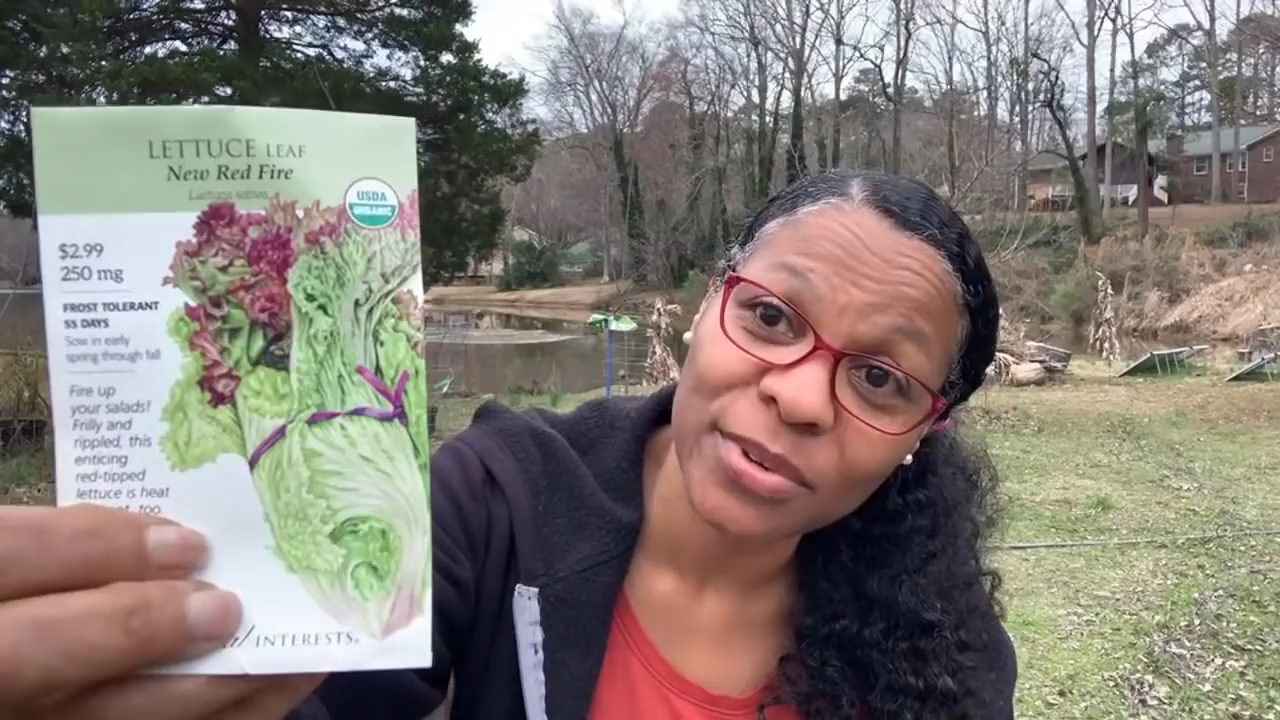 LETTUCE LEAF
New Red Fire
Lactuca sativa
USDA
ORGANIC
$2.99
250 mg
FROST TOLERANT
55 DAYS
Sow in early
spring through fall
Fire up
your salads!
Frilly and
rippled, this
enticing
red-tipped
lettuce is heat
too
INTERESTS